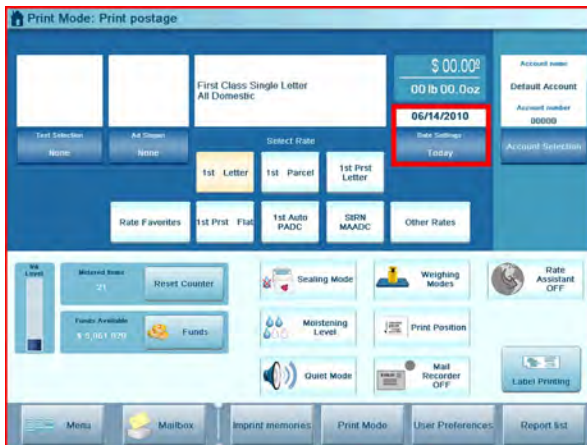 Print Mode: Print postage
$ 00.00⁰
00 lb 00.0oz
First Class Single Letter
All Domestic
06/14/2010
Account name
Default Account
Account number
00000
Text Selection
None
Ad Slogan
None
Select Rate
Date Settings
Today
Account Selection
1st Letter
1st Parcel
1st Prst
Letter
Rate Favorites
1st Prst Flat
1st Auto
PADC
StRN
MAADC
Other Rates
Ink
Level
Metered Items
21
Reset Counter
Sealing Mode
Weighing
Modes
Rate
Assistant
OFF
Funds Available
Funds
Moistening
Level
Print Position
Quiet Mode
Mail
Recorder
OFF
Label Printing
Menu
Mailbox
Imprint memories
Print Mode
User Preferences
Report list